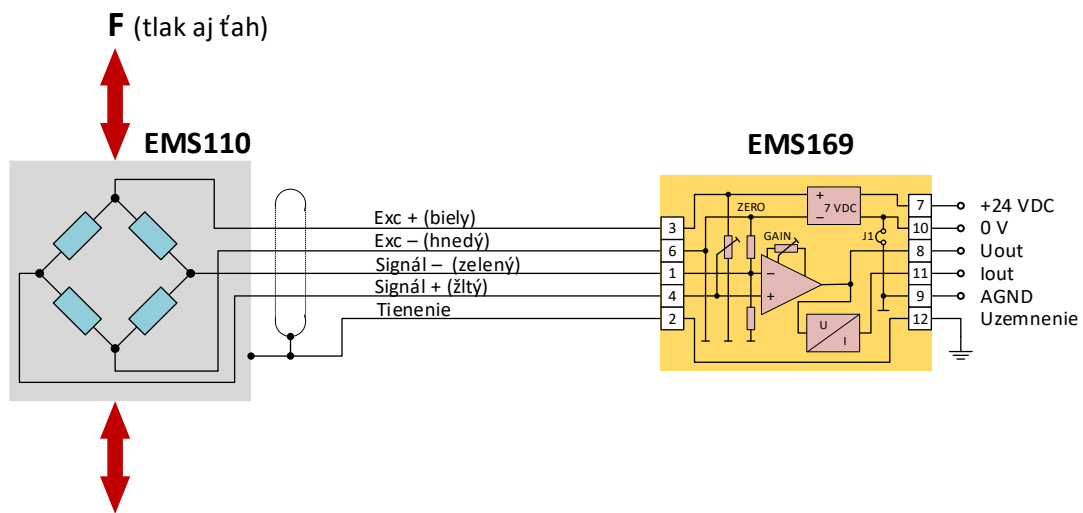 F (tlak aj ťah)
EMS110
EMS169
Exc + (biely)
Exc – (hnedý)
Signál – (zelený)
Signál + (žltý)
Tienenie
3
6
1
4
2
ZERO
GAIN
+
–
7 VDC
J1
–
+
U
I
7
10
8
11
9
12
+24 VDC
0 V
Uout
Iout
AGND
Uzemnenie